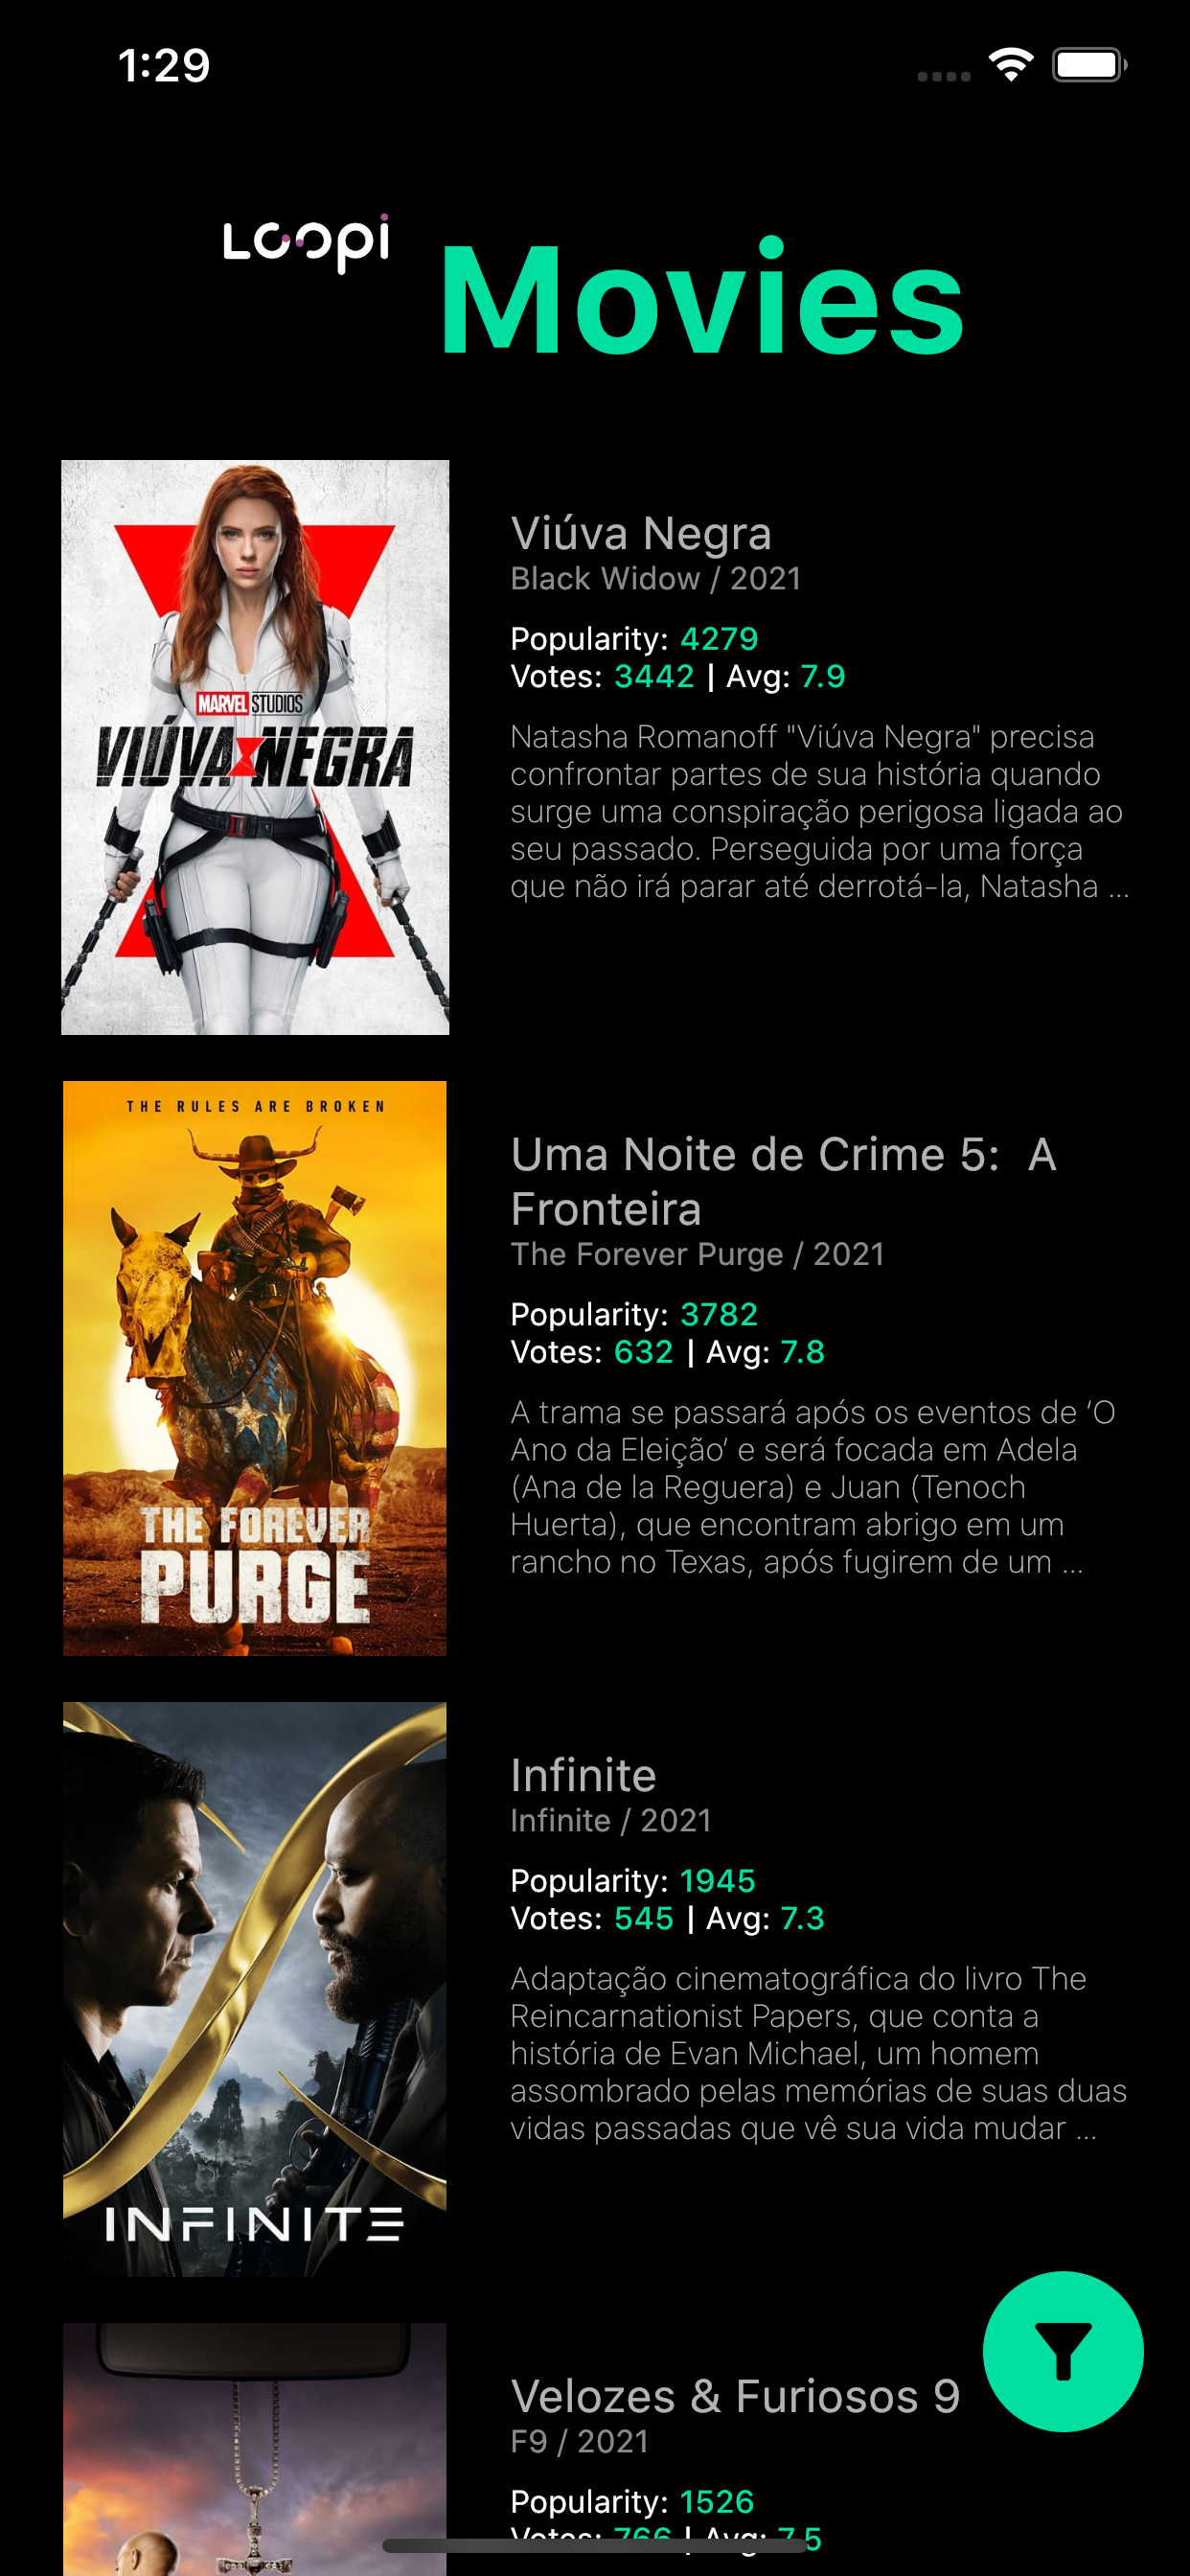 1:29
Loopi
Movies
MARVEL STUDIOS
VIÚVA NEGRA
Viúva Negra
Black Widow / 2021
Popularity: 4279
Votes: 3442 | Avg: 7.9
Natasha Romanoff "Viúva Negra" precisa
confrontar partes de sua história quando
surge uma conspiração perigosa ligada ao
seu passado. Perseguida por uma força
que não irá parar até derrotá-la, Natasha ...
THE RULES ARE BROKEN
THE FOREVER
PURGE
Uma Noite de Crime 5:  A
Fronteira
The Forever Purge / 2021
Popularity: 3782
Votes: 632 | Avg: 7.8
A trama se passará após os eventos de ‘O
Ano da Eleição’ e será focada em Adela
(Ana de la Reguera) e Juan (Tenoch
Huerta), que encontram abrigo em um
rancho no Texas, após fugirem de um ...
INFINITE
Infinite
Infinite / 2021
Popularity: 1945
Votes: 545 | Avg: 7.3
Adaptação cinematográfica do livro The
Reincarnationist Papers, que conta a
história de Evan Michael, um homem
assombrado pelas memórias de suas duas
vidas passadas que vê sua vida mudar ...
Velozes & Furiosos 9
F9 / 2021
Popularity: 1526
Votes: 766 | Avg: 7.5